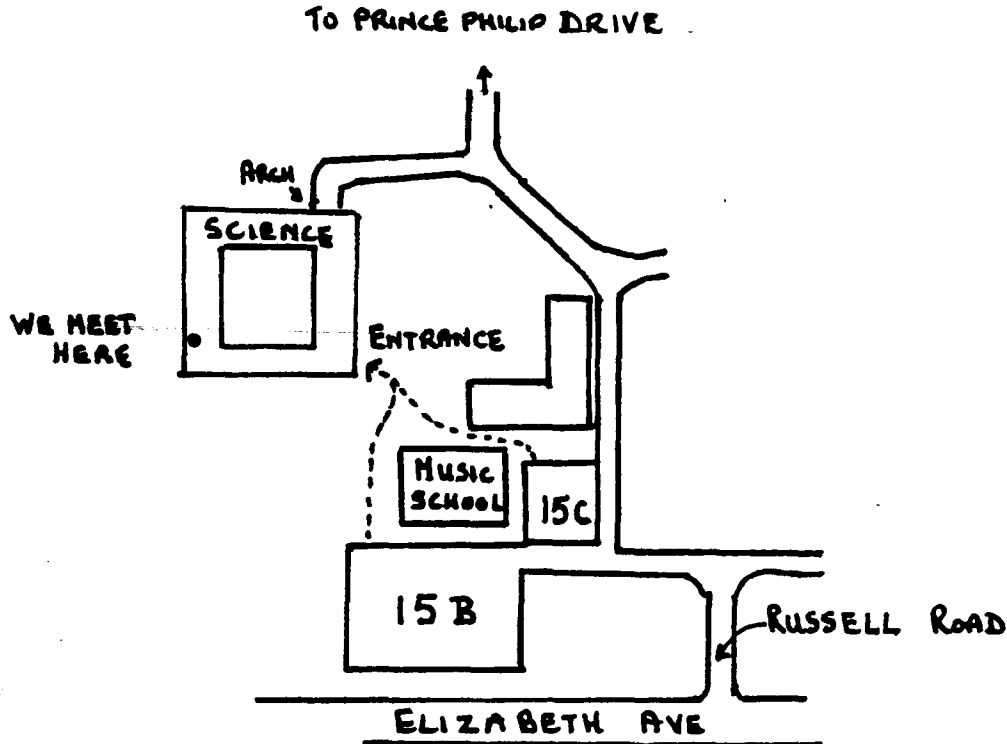 TO PRINCE PHILIP DRIVE
ARCH
SCIENCE
WE MEET
HERE
ENTRANCE
MUSIC
SCHOOL
15C
15B
RUSSELL ROAD
ELIZABETH AVE